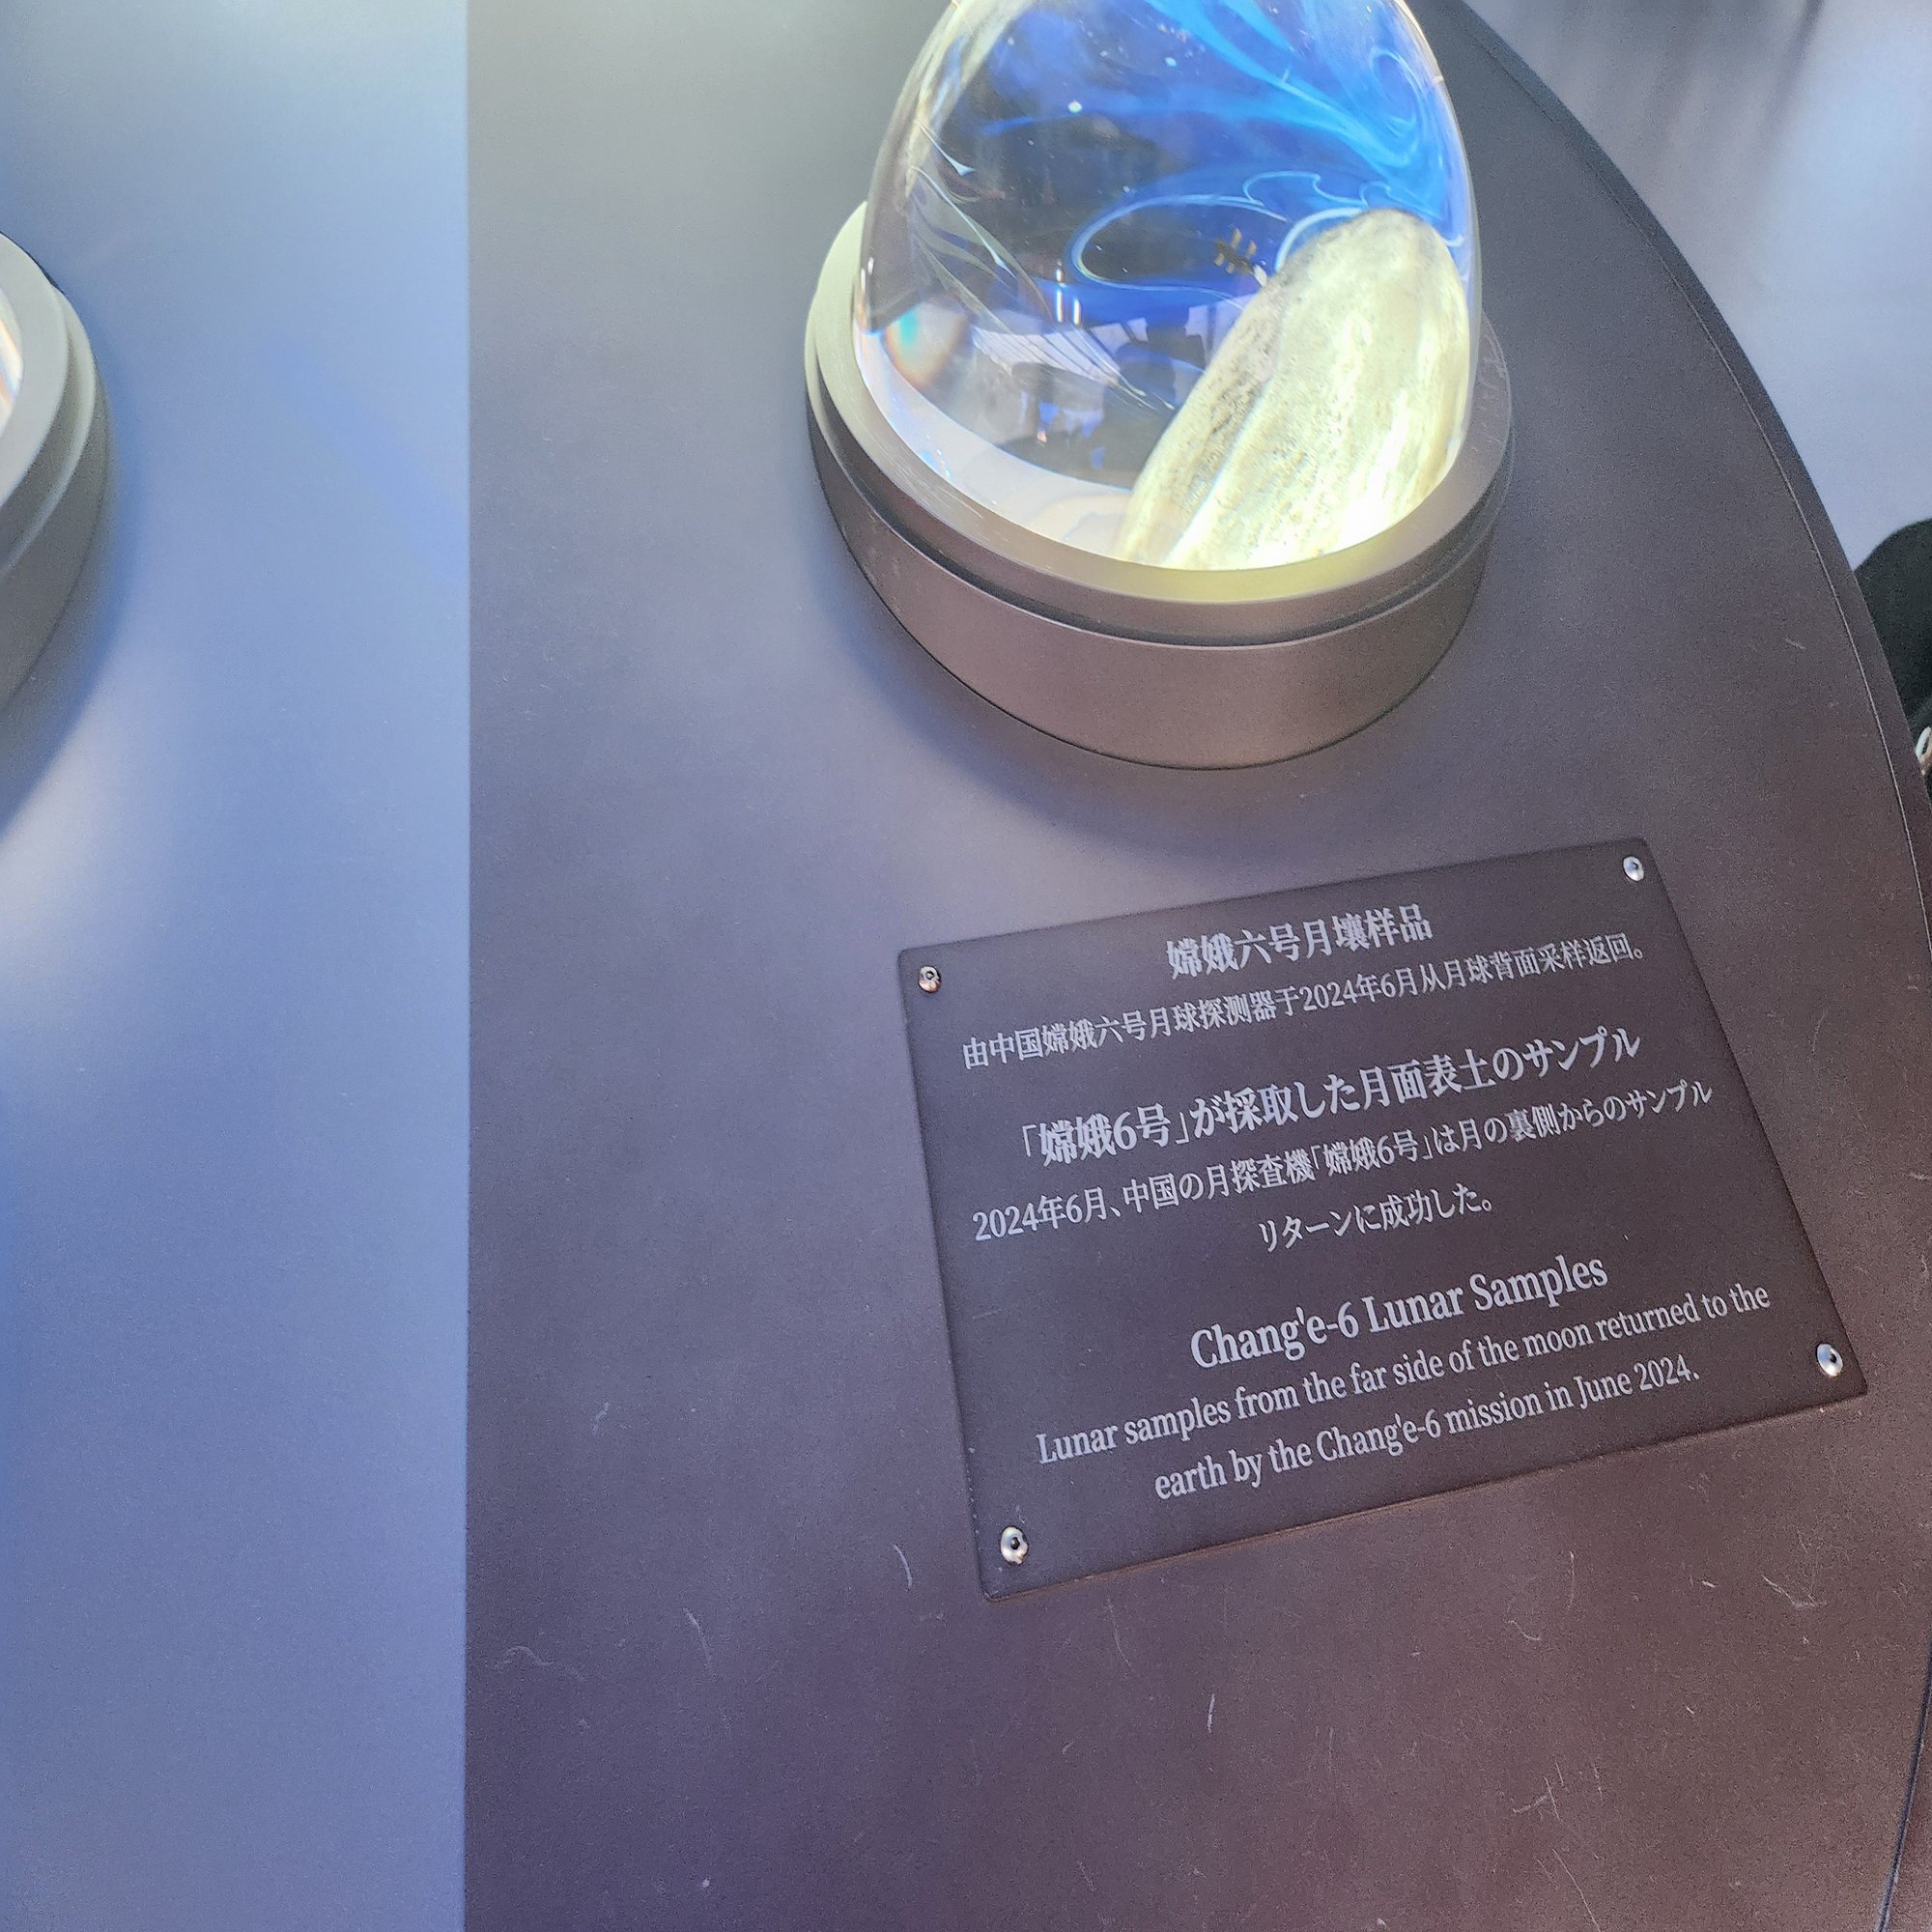 嫦娥六号月壤样品
由中国嫦娥六号月球探测器于2024年6月从月球背面采样返回。
「嫦娥6号」が採取した月面表土のサンプル
2024年6月、中国の月探査機「嫦娥6号」は月の裏側からのサンプル
リターンに成功した。
Chang'e-6 Lunar Samples
Lunar samples from the far side of the moon returned to the
earth by the Chang'e-6 mission in June 2024.